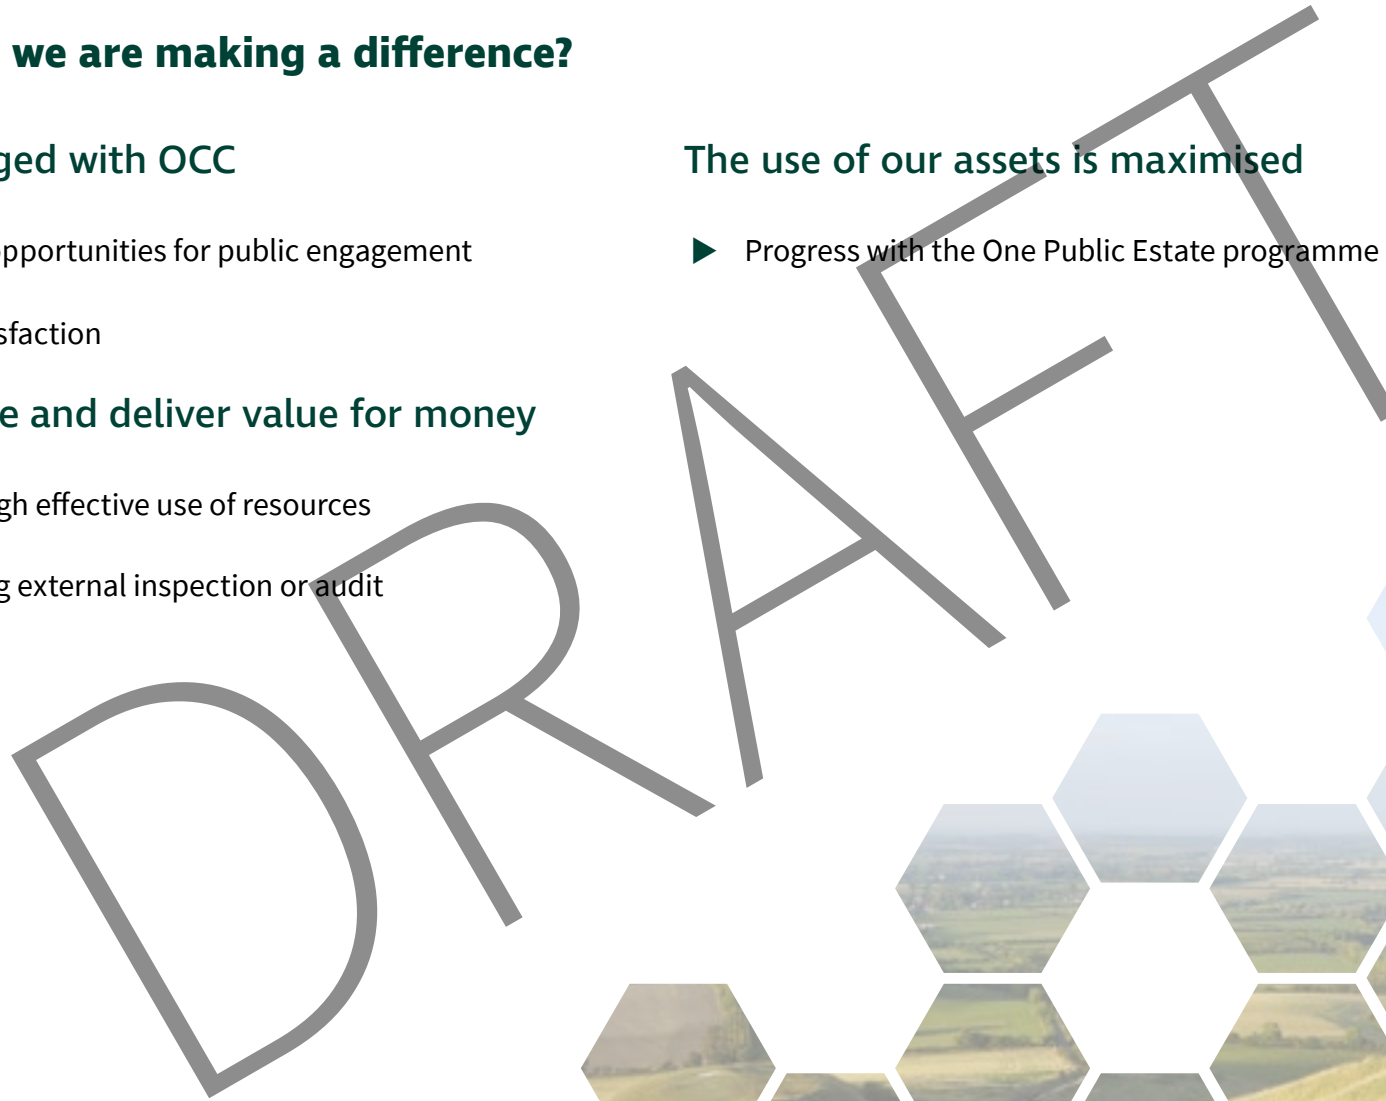 we are making a difference?
ged with OCC
opportunities for public engagement
sfaction
e and deliver value for money
gh effective use of resources
g external inspection or audit
The use of our assets is maximised
Progress with the One Public Estate programme
DRAFT